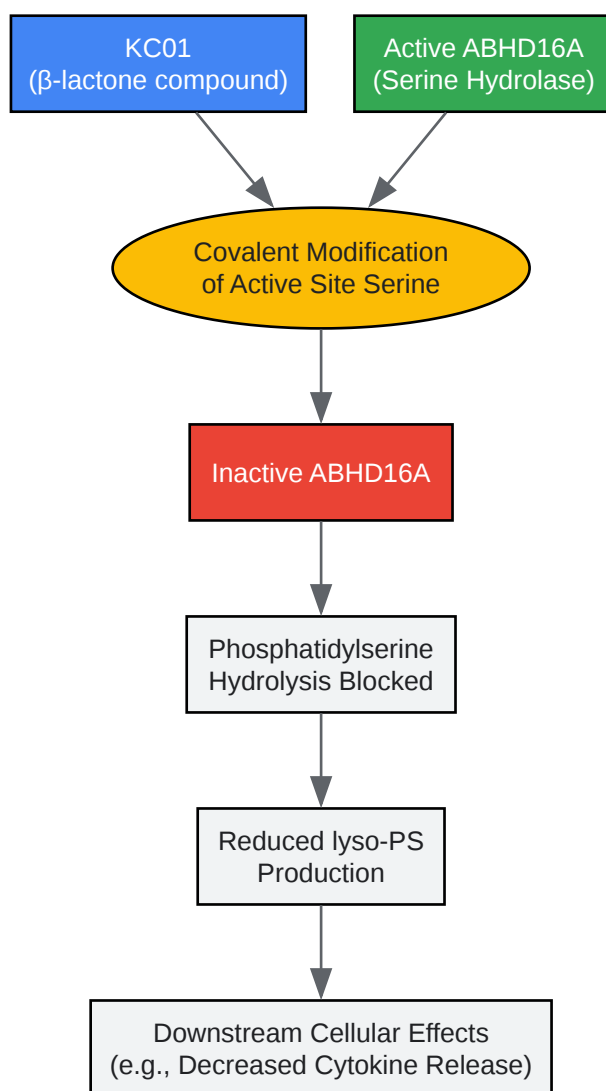 KC01
(β-lactone compound)
Active ABHD16A
(Serine Hydrolase)
Covalent Modification
of Active Site Serine
Inactive ABHD16A
Phosphatidylserine
Hydrolysis Blocked
Reduced lyso-PS
Production
Downstream Cellular Effects
(e.g., Decreased Cytokine Release)